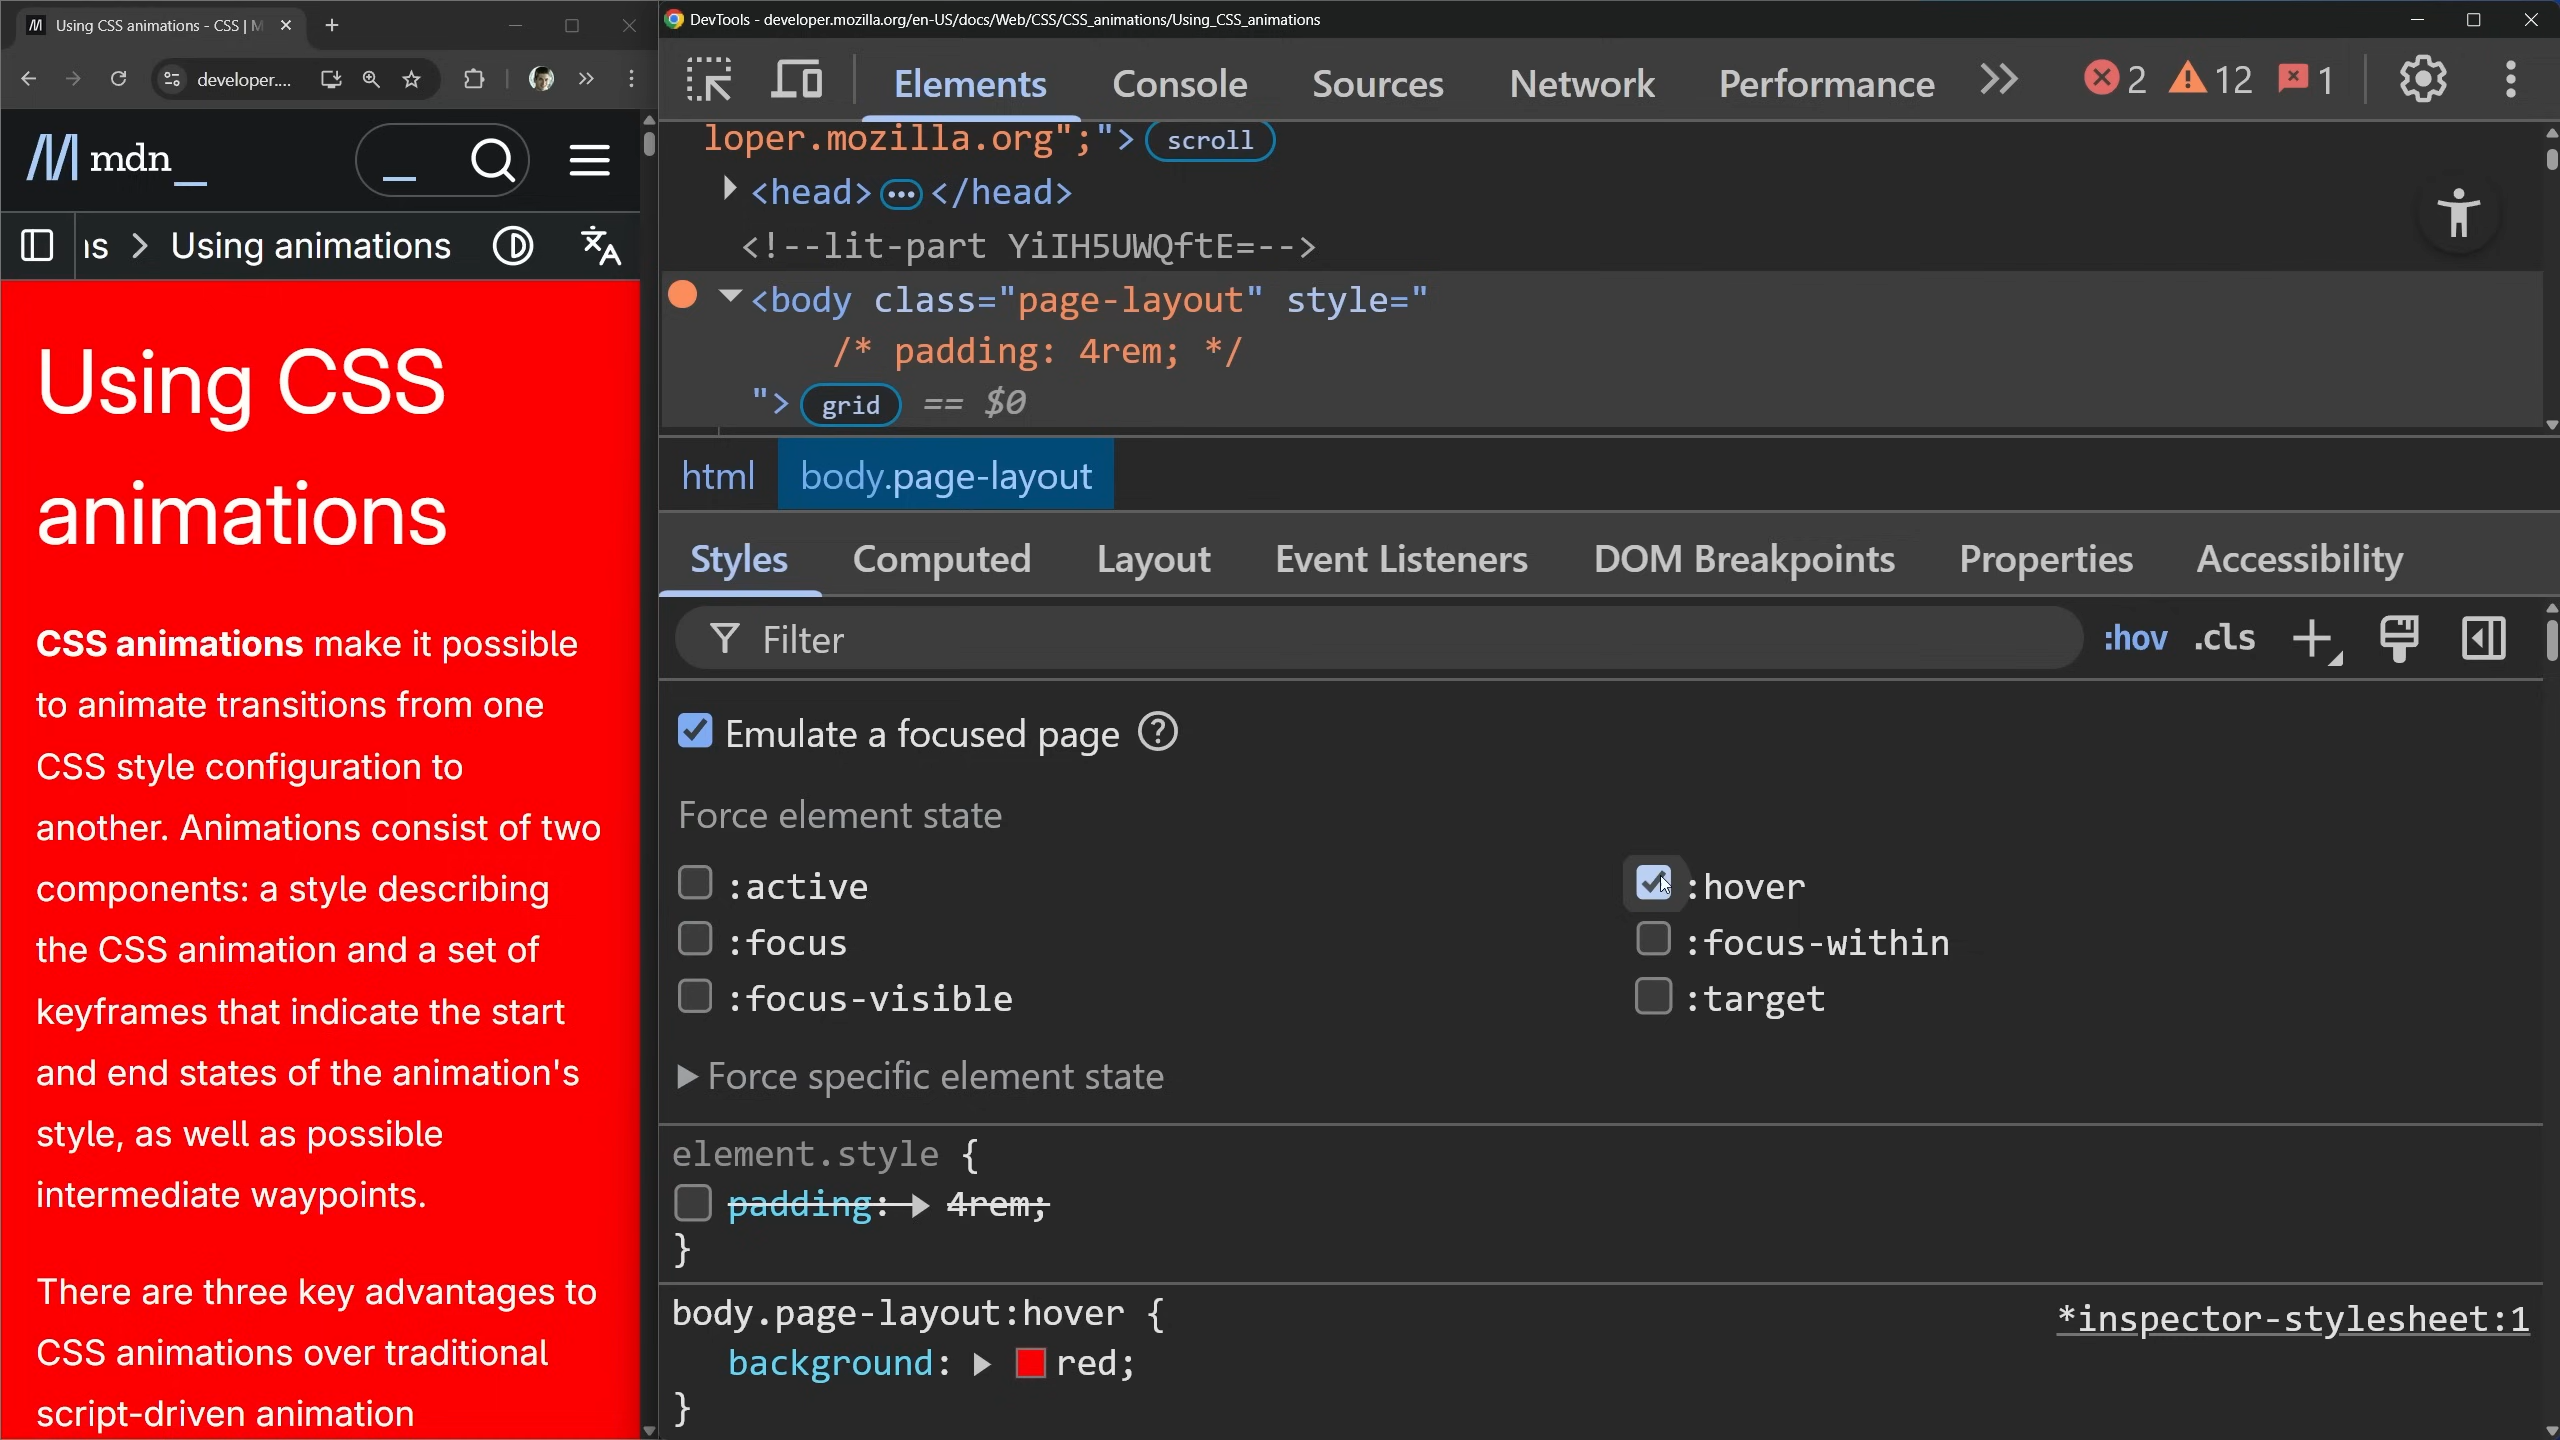 Using CSS animations - CSS | M
developer....
mdn_
ns > Using animations
Using CSS
animations
CSS animations make it possible
to animate transitions from one
CSS style configuration to
another. Animations consist of two
components: a style describing
the CSS animation and a set of
keyframes that indicate the start
and end states of the animation's
style, as well as possible
intermediate waypoints.
There are three key advantages to
CSS animations over traditional
script-driven animation
DevTools - developer.mozilla.org/en-US/docs/Web/CSS/CSS_animations/Using_CSS_animations
Elements Console Sources Network Performance 2 12 1
loper.mozilla.org";"> scroll
<head> ... </head>
<!--lit-part YiIH5UWQftE=-->
<body class="page-layout" style="
/* padding: 4rem; */
"> grid == $0
html body.page-layout
Styles Computed Layout Event Listeners DOM Breakpoints Properties Accessibility
Filter :hov .cls
Emulate a focused page ?
Force element state
:active :hover
:focus :focus-within
:focus-visible :target
Force specific element state
element.style {
padding: 4rem;
}
body.page-layout:hover { *inspector-stylesheet:1
background: red;
}